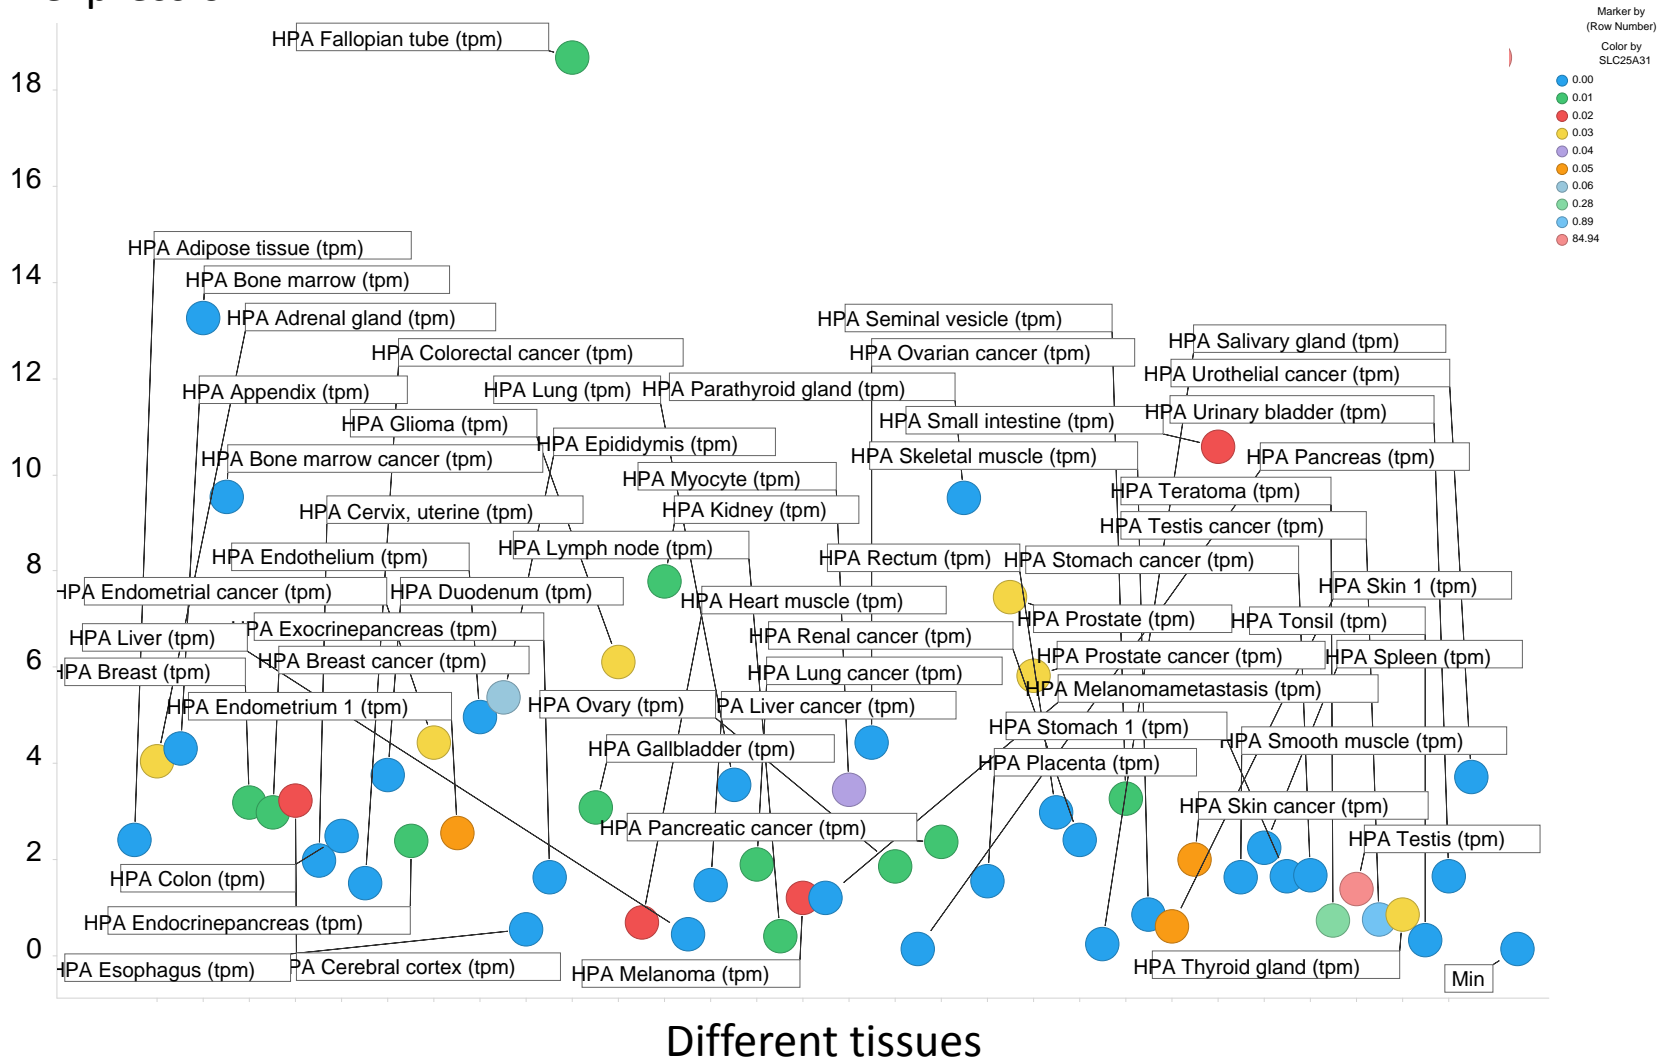 HPA Fallopian tube (tpm)
Marker by
(Row Number)
Color by
SLC25A31
0.00
0.01
0.02
0.03
0.04
0.05
0.06
0.28
0.89
84.94
18
16
14
12
10
8
6
4
2
0
HPA Adipose tissue (tpm)
HPA Bone marrow (tpm)
HPA Adrenal gland (tpm)
HPA Seminal vesicle (tpm)
HPA Salivary gland (tpm)
HPA Colorectal cancer (tpm)
HPA Ovarian cancer (tpm)
HPA Urothelial cancer (tpm)
HPA Appendix (tpm)
HPA Lung (tpm)
HPA Parathyroid gland (tpm)
HPA Urinary bladder (tpm)
HPA Glioma (tpm)
HPA Small intestine (tpm)
HPA Epididymis (tpm)
HPA Bone marrow cancer (tpm)
HPA Skeletal muscle (tpm)
HPA Pancreas (tpm)
HPA Myocyte (tpm)
HPA Teratoma (tpm)
HPA Cervix, uterine (tpm)
HPA Kidney (tpm)
HPA Testis cancer (tpm)
HPA Endothelium (tpm)
HPA Lymph node (tpm)
HPA Rectum (tpm)
HPA Stomach cancer (tpm)
HPA Endometrial cancer (tpm)
HPA Duodenum (tpm)
HPA Heart muscle (tpm)
HPA Skin 1 (tpm)
HPA Liver (tpm)
HPA Exocrinepancreas (tpm)
HPA Renal cancer (tpm)
HPA Prostate (tpm)
HPA Tonsil (tpm)
HPA Breast (tpm)
HPA Breast cancer (tpm)
HPA Lung cancer (tpm)
HPA Prostate cancer (tpm)
HPA Spleen (tpm)
HPA Endometrium 1 (tpm)
HPA Ovary (tpm)
PA Liver cancer (tpm)
HPA Melanomametastasis (tpm)
HPA Gallbladder (tpm)
HPA Stomach 1 (tpm)
HPA Smooth muscle (tpm)
HPA Placenta (tpm)
HPA Pancreatic cancer (tpm)
HPA Skin cancer (tpm)
HPA Testis (tpm)
HPA Colon (tpm)
HPA Endocrinepancreas (tpm)
HPA Esophagus (tpm)
PA Cerebral cortex (tpm)
HPA Melanoma (tpm)
HPA Thyroid gland (tpm)
Min
Different tissues